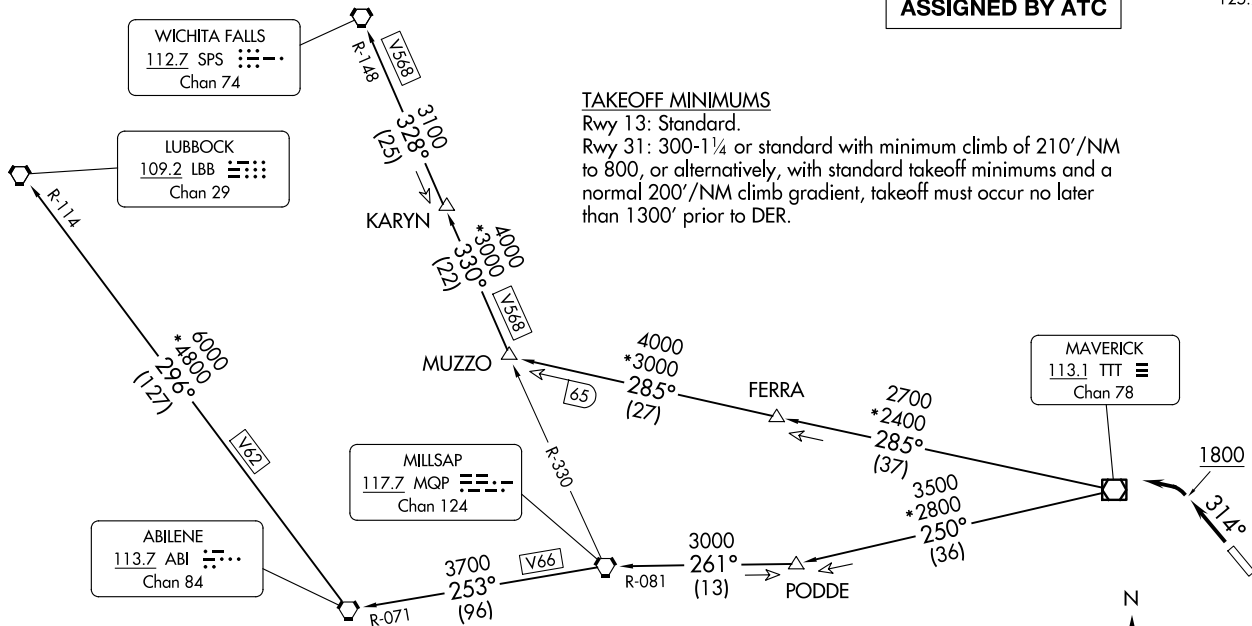 ASSIGNED BY ATC
WICHITA FALLS
112.7 SPS
Chan 74
R-148
V568
3100
328°
(25)
LUBBOCK
109.2 LBB
Chan 29
R-114
KARYN
TAKEOFF MINIMUMS
Rwy 13: Standard.
Rwy 31: 300-1¼ or standard with minimum climb of 210'/NM
to 800, or alternatively, with standard takeoff minimums and a
normal 200'/NM climb gradient, takeoff must occur no later
than 1300' prior to DER.
4000
*3000
330°
(22)
V568
6000
*4800
296°
(127)
V62
MUZZO
4000
*3000
285°
(27)
65
FERRA
2700
*2400
285°
(37)
MAVERICK
113.1 TTT
Chan 78
1800
314°
R-330
MILLSAP
117.7 MQP
Chan 124
3500
*2800
250°
(36)
ABILENE
113.7 ABI
Chan 84
3700
V66
253°
(96)
R-071
R-081
3000
261°
(13)
PODDE
N